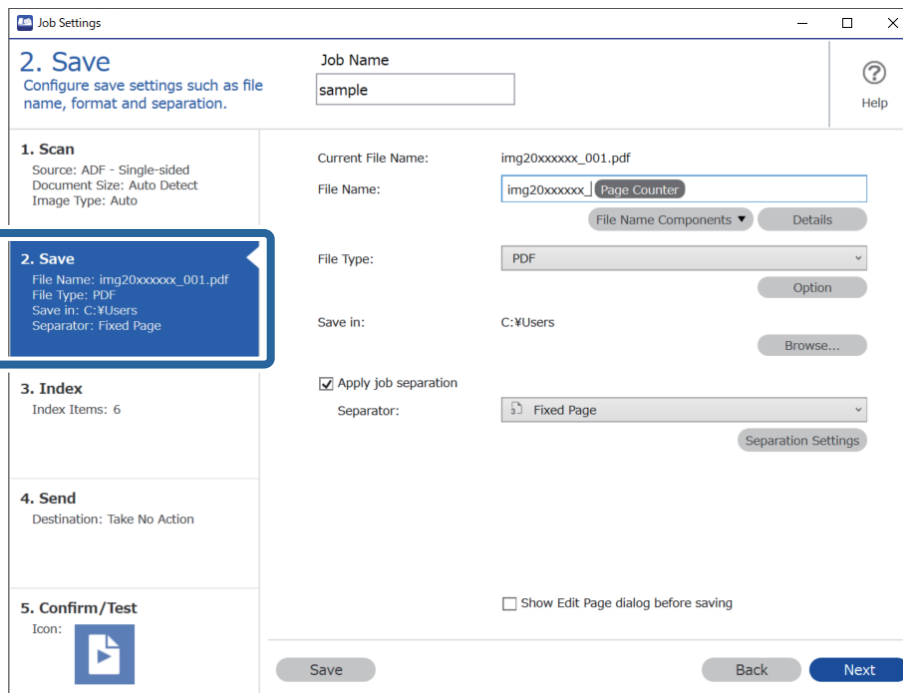 Job Settings
2. Save
Configure save settings such as file
name, format and separation.
Job Name
sample
Help
1. Scan
Source: ADF - Single-sided
Document Size: Auto Detect
Image Type: Auto
2. Save
File Name: img20xxxxxx_001.pdf
File Type: PDF
Save in: C:¥Users
Separator: Fixed Page
3. Index
Index Items: 6
4. Send
Destination: Take No Action
5. Confirm/Test
Icon:
Current File Name: img20xxxxxx_001.pdf
File Name: img20xxxxxx_ Page Counter
File Name Components ▼ Details
File Type: PDF
Option
Save in: C:¥Users
Browse...
Apply job separation
Separator: Fixed Page
Separation Settings
Show Edit Page dialog before saving
Save Back Next